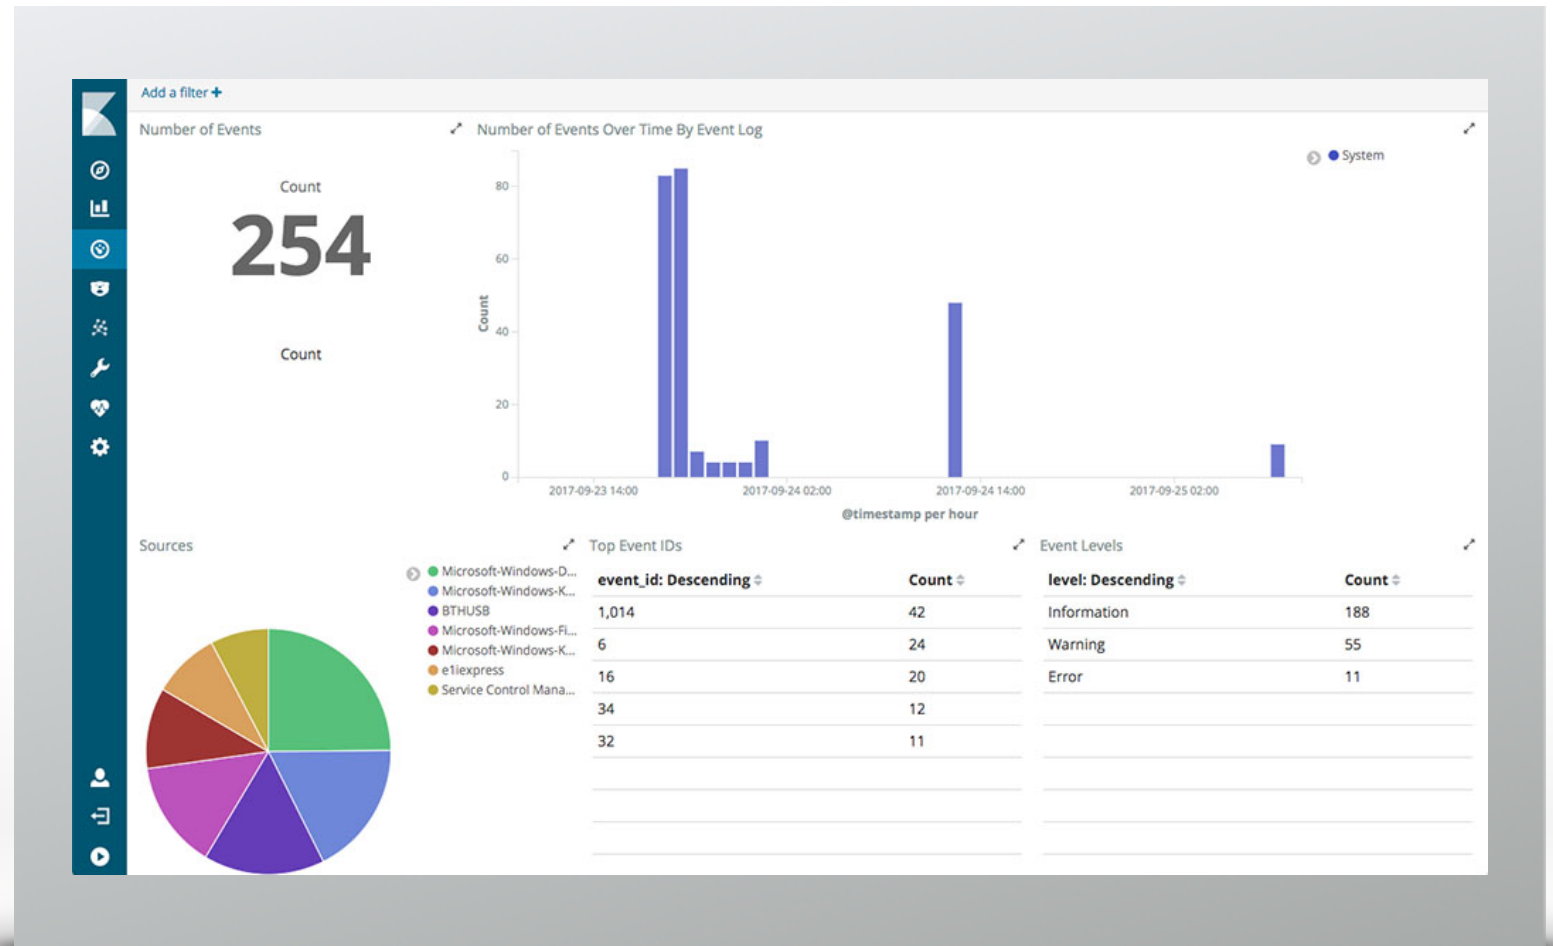 Add a filter +
Number of Events
Count
254
Count
Number of Events Over Time By Event Log
System
80
60
40
20
0
Count
2017-09-23 14:00
2017-09-24 02:00
2017-09-24 14:00
2017-09-25 02:00
@timestamp per hour
Sources
Microsoft-Windows-D...
Microsoft-Windows-K...
BTHUSB
Microsoft-Windows-Fi...
Microsoft-Windows-K...
e1iexpress
Service Control Mana...
Top Event IDs
event_id: Descending Count
1,014 42
6 24
16 20
34 12
32 11
Event Levels
level: Descending Count
Information 188
Warning 55
Error 11